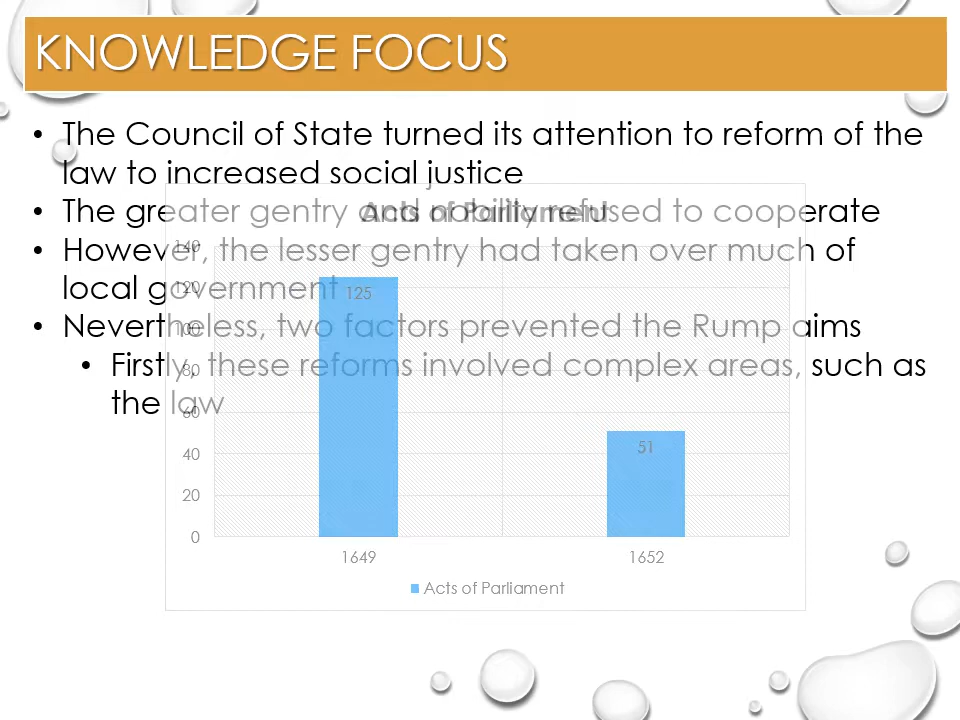 KNOWLEDGE FOCUS
• The Council of State turned its attention to reform of the
law to increased social justice
• The greater gentry and nobility refused to cooperate
• However, the lesser gentry had taken over much of
local government
• Nevertheless, two factors prevented the Rump aims
• Firstly, these reforms involved complex areas, such as
the law
Acts of Parliament
140
120
100
80
60
40
20
0
125
51
1649
1652
Acts of Parliament